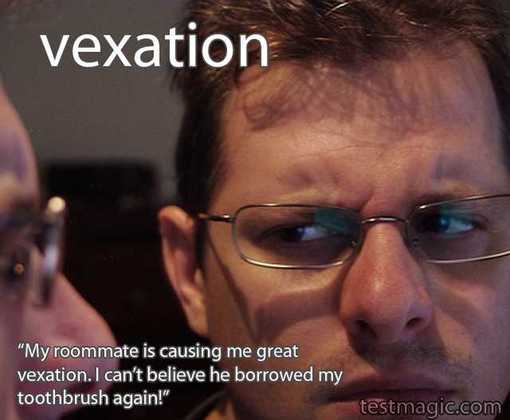 vexation
“My roommate is causing me great
vexation. I can’t believe he borrowed my
toothbrush again!”
testmagic.com